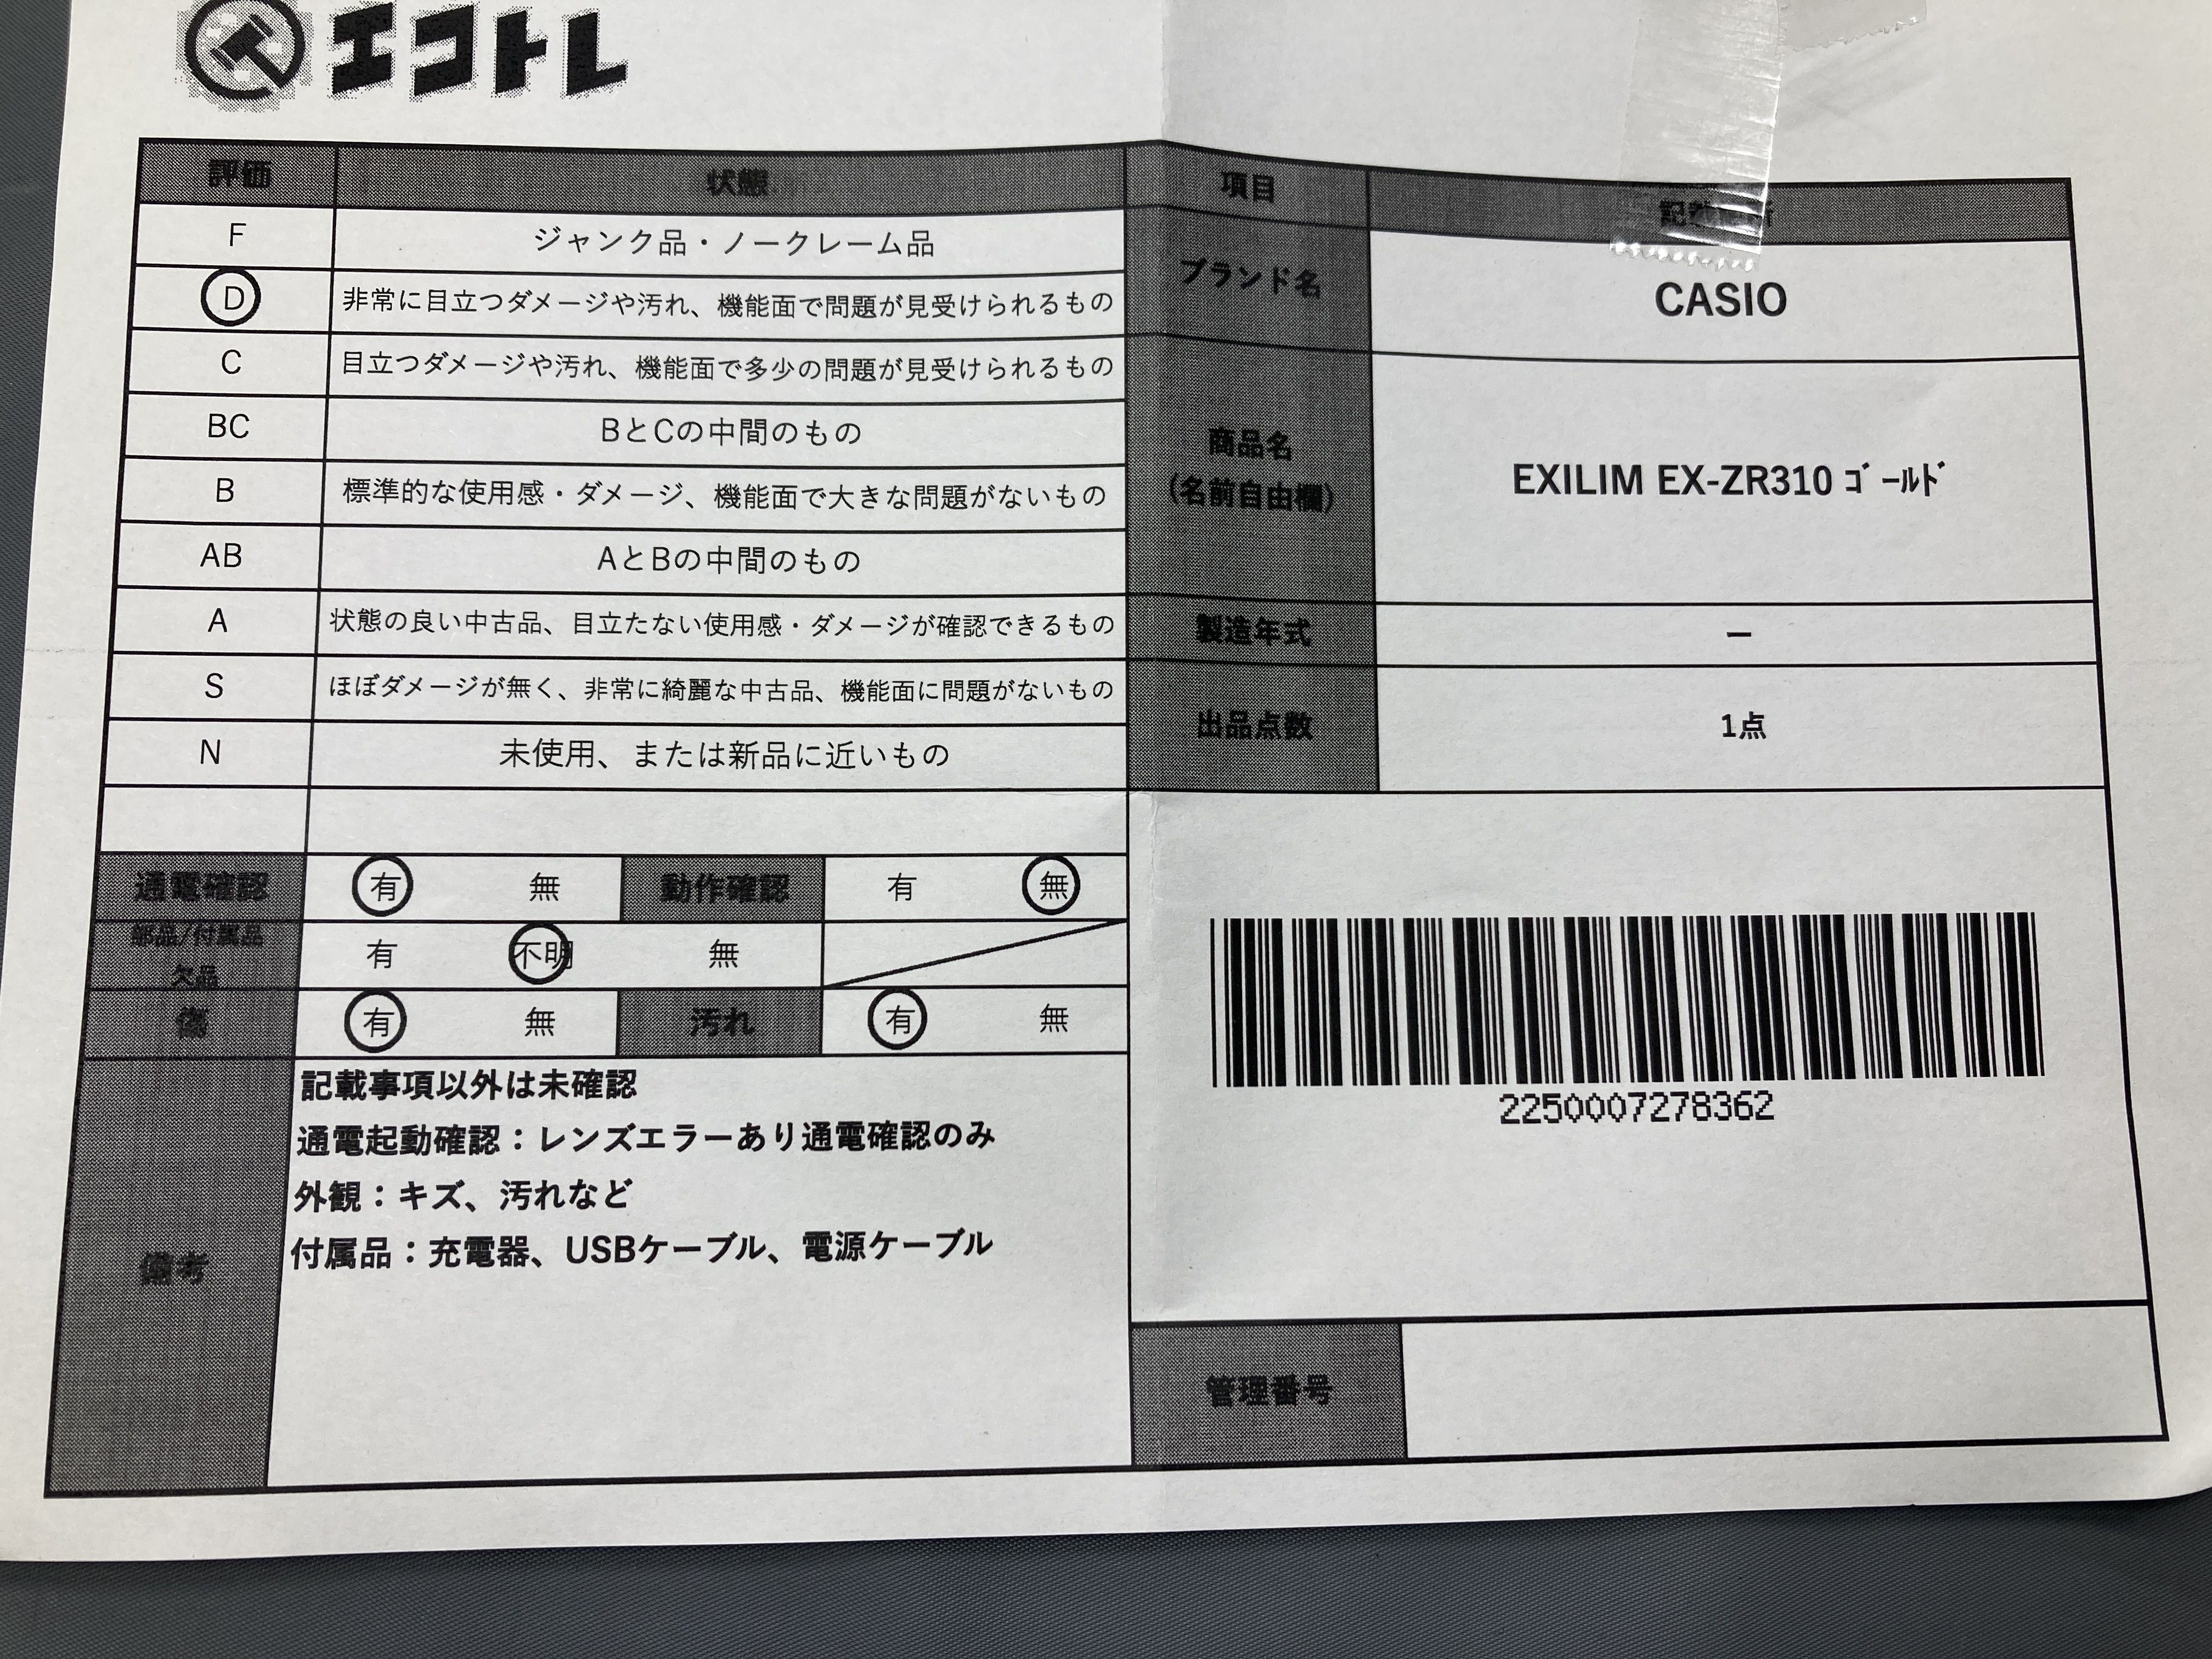 エコトレ
評価 状態
F ジャンク品・ノークレーム品
D 非常に目立つダメージや汚れ、機能面で問題が見受けられるもの
C 目立つダメージや汚れ、機能面で多少の問題が見受けられるもの
BC BとCの中間のもの
B 標準的な使用感・ダメージ、機能面で大きな問題がないもの
AB AとBの中間のもの
A 状態の良い中古品、目立たない使用感・ダメージが確認できるもの
S ほぼダメージが無く、非常に綺麗な中古品、機能面に問題がないもの
N 未使用、または新品に近いもの
通電確認 有 無 動作確認 有 無
部品/付属品
欠品
有 不明 無
傷 有 無 汚れ 有 無
備考
記載事項以外は未確認
通電起動確認：レンズエラーあり通電確認のみ
外観：キズ、汚れなど
付属品：充電器、USBケーブル、電源ケーブル
項目
ブランド名 CASIO
商品名
(名前自由欄)
EXILIM EX-ZR310 ｺﾞｰﾙﾄﾞ
製造年式 ー
出品点数 1点
2250007278362
管理番号